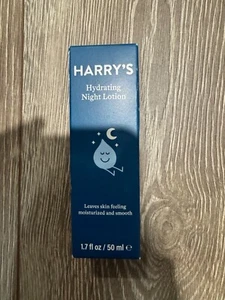 HARRY'S
Hydrating
Night Lotion
Leaves skin feeling
moisturized and smooth
1.7 fl oz / 50 ml ℮